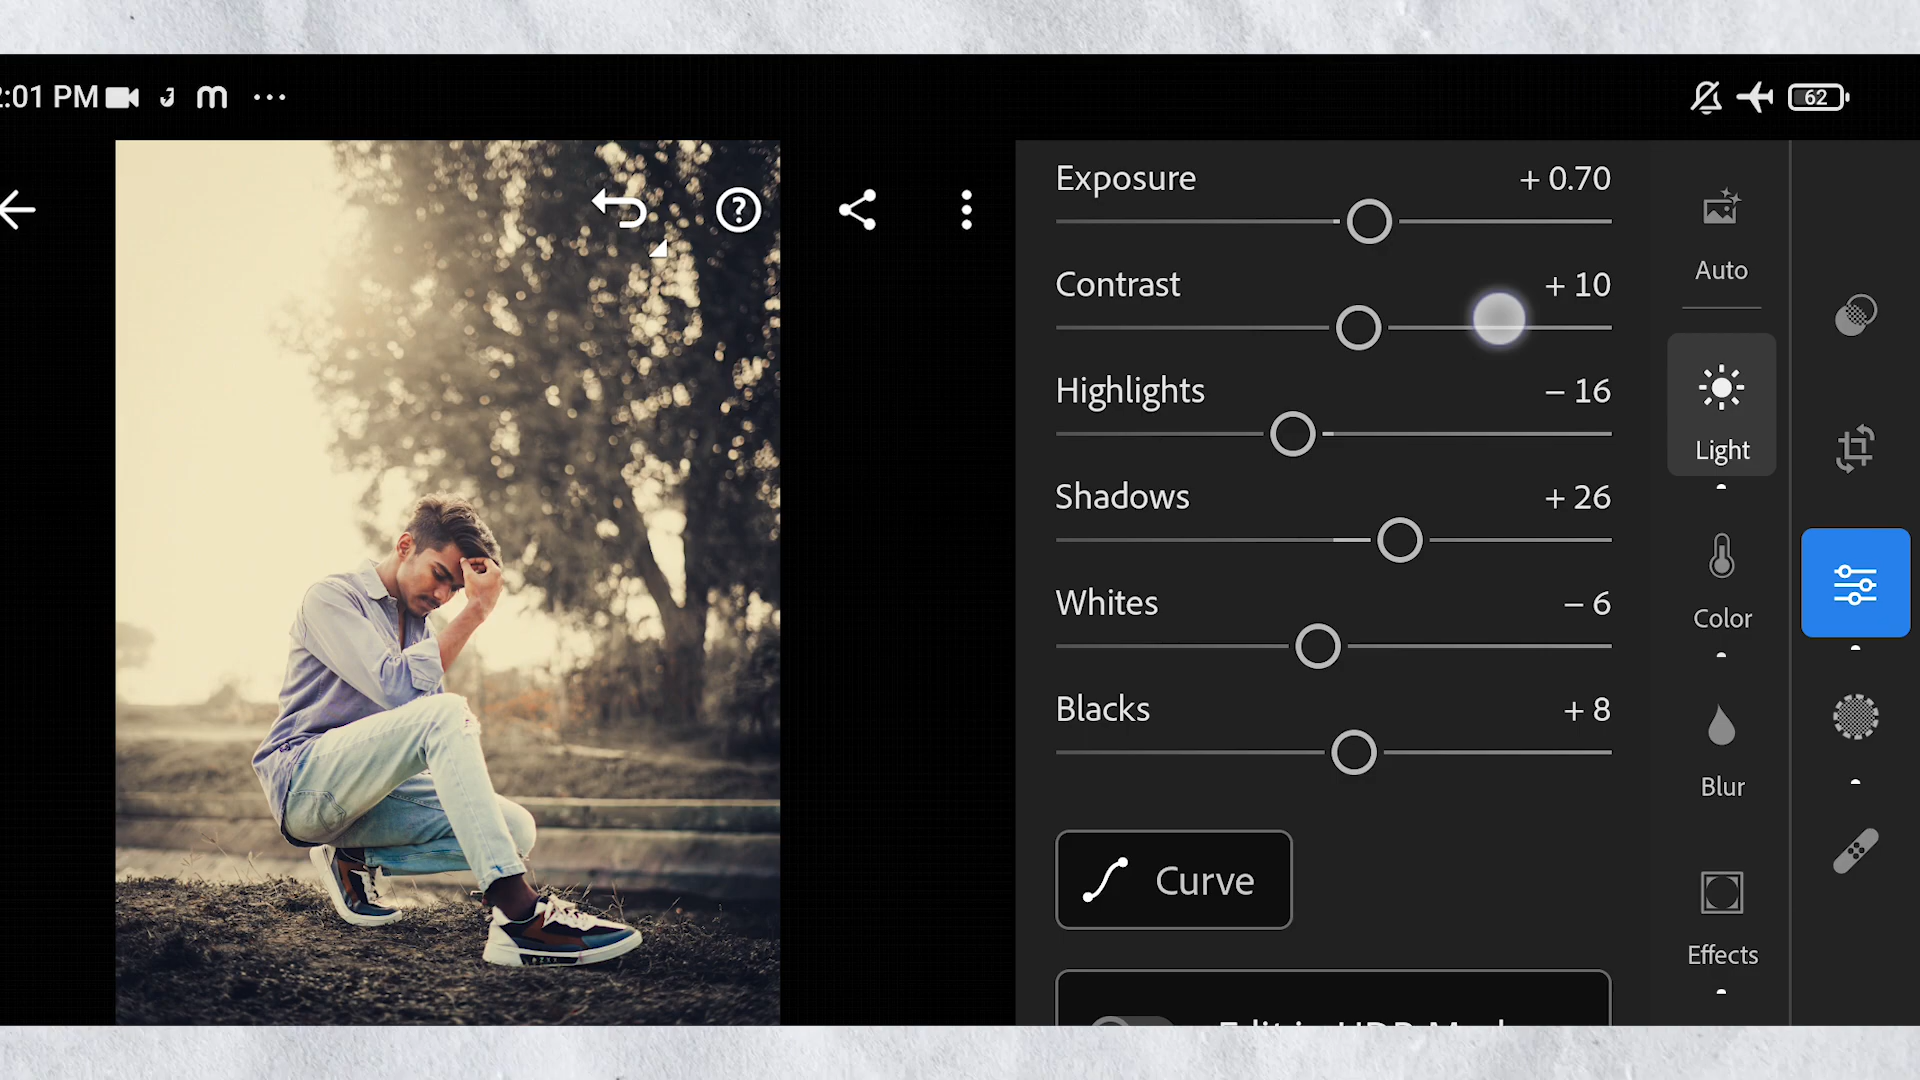 :01 PM
62
Exposure + 0.70
Contrast + 10
Highlights – 16
Shadows + 26
Whites – 6
Blacks + 8
Curve
Auto
Light
Color
Blur
Effects